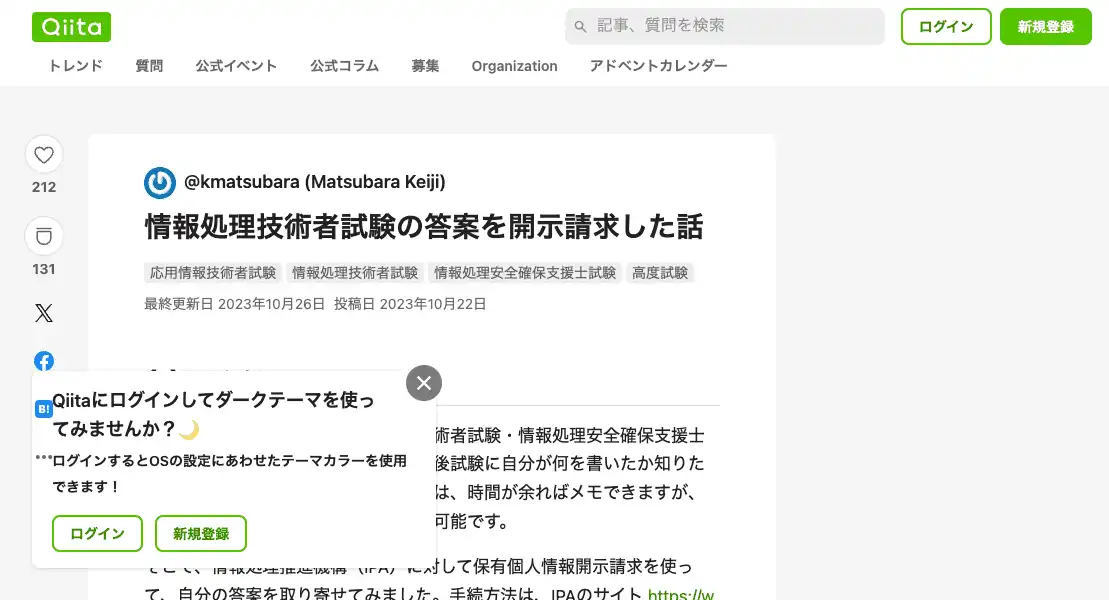 Qiita
記事、質問を検索
ログイン
新規登録
トレンド 質問 公式イベント 公式コラム 募集 Organization アドベントカレンダー
212
131
@kmatsubara (Matsubara Keiji)
情報処理技術者試験の答案を開示請求した話
応用情報技術者試験 情報処理技術者試験 情報処理安全確保支援士試験 高度試験
最終更新日 2023年10月26日 投稿日 2023年10月22日
B!
Qiitaにログインしてダークテーマを使っ
てみませんか？🌙
ログインするとOSの設定にあわせたテーマカラーを使用
できます！
ログイン 新規登録
術者試験・情報処理安全確保支援士
後試験に自分が何を書いたか知りた
は、時間が余ればメモできますが、
可能です。
そこで、情報処理推進機構（IPA）に対して保有個人情報開示請求を使っ
て、自分の答案を取り寄せてみました。手続方法は、IPAのサイト https://w